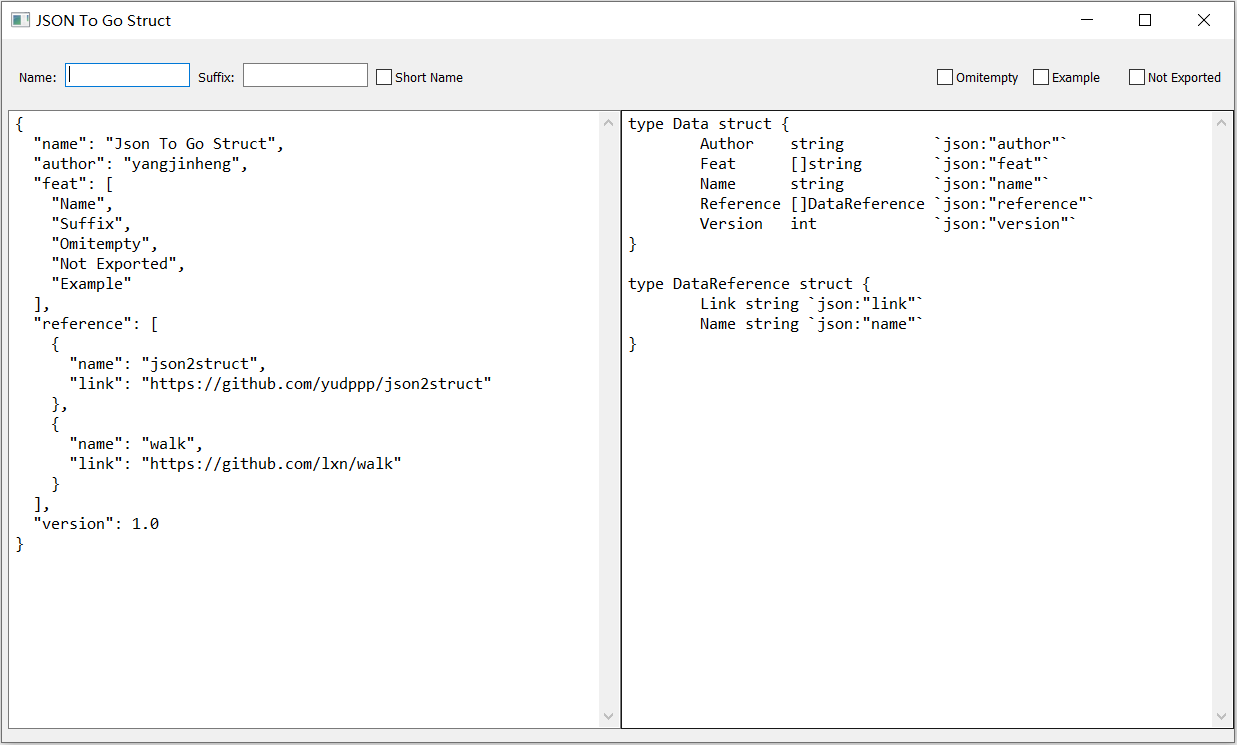 JSON To Go Struct
Name: Suffix: Short Name Omitempty Example Not Exported
{
  "name": "Json To Go Struct",
  "author": "yangjinheng",
  "feat": [
    "Name",
    "Suffix",
    "Omitempty",
    "Not Exported",
    "Example"
  ],
  "reference": [
    {
      "name": "json2struct",
      "link": "https://github.com/yudppp/json2struct"
    },
    {
      "name": "walk",
      "link": "https://github.com/lxn/walk"
    }
  ],
  "version": 1.0
}
type Data struct {
        Author    string          `json:"author"`
        Feat      []string        `json:"feat"`
        Name      string          `json:"name"`
        Reference []DataReference `json:"reference"`
        Version   int             `json:"version"`
}

type DataReference struct {
        Link string `json:"link"`
        Name string `json:"name"`
}